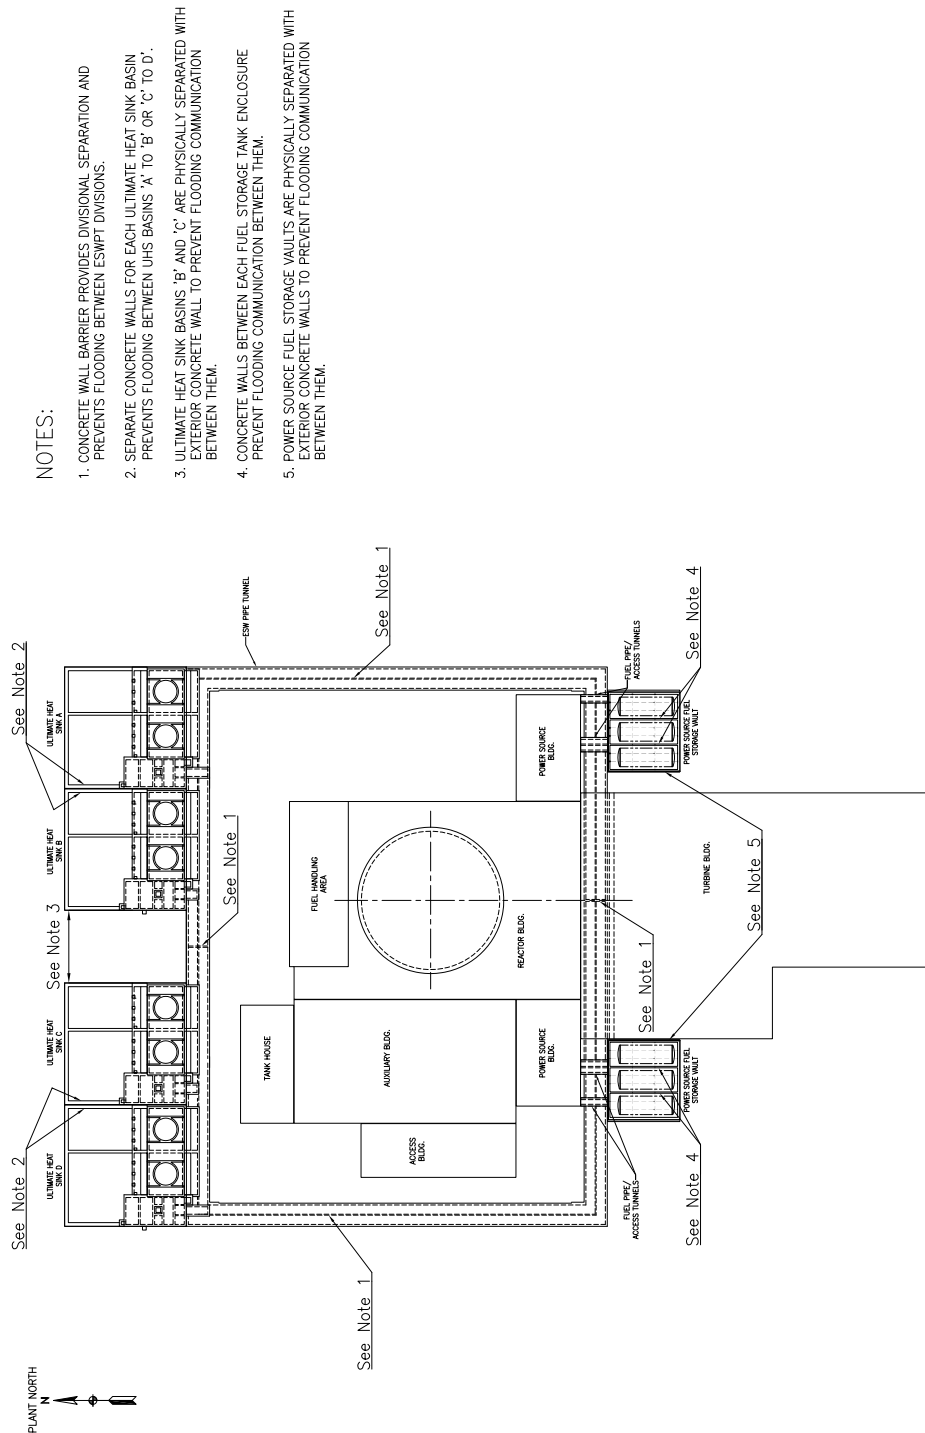 NOTES:
1. CONCRETE WALL BARRIER PROVIDES DIVISIONAL SEPARATION AND
PREVENTS FLOODING BETWEEN ESWPT DIVISIONS.
2. SEPARATE CONCRETE WALLS FOR EACH ULTIMATE HEAT SINK BASIN
PREVENTS FLOODING BETWEEN UHS BASINS 'A' TO 'B' OR 'C' TO D'.
3. ULTIMATE HEAT SINK BASINS 'B' AND 'C' ARE PHYSICALLY SEPARATED WITH
EXTERIOR CONCRETE WALL TO PREVENT FLOODING COMMUNICATION
BETWEEN THEM.
4. CONCRETE WALLS BETWEEN EACH FUEL STORAGE TANK ENCLOSURE
PREVENT FLOODING COMMUNICATION BETWEEN THEM.
5. POWER SOURCE FUEL STORAGE VAULTS ARE PHYSICALLY SEPARATED WITH
EXTERIOR CONCRETE WALLS TO PREVENT FLOODING COMMUNICATION
BETWEEN THEM.
PLANT NORTH
N
See Note 2
See Note 3
See Note 2
ULTIMATE HEAT
SINK D
ULTIMATE HEAT
SINK C
ULTIMATE HEAT
SINK B
ULTIMATE HEAT
SINK A
See Note 1
ESW PIPE TUNNEL
TANK HOUSE
FUEL HANDLING
AREA
See Note 1
See Note 1
ACCESS
BLDG.
AUXILIARY BLDG.
REACTOR BLDG.
POWER SOURCE
BLDG.
POWER SOURCE
BLDG.
FUEL PIPE/
ACCESS TUNNELS
FUEL PIPE/
ACCESS TUNNELS
See Note 1
POWER SOURCE FUEL
STORAGE VAULT
POWER SOURCE FUEL
STORAGE VAULT
See Note 4
TURBINE BLDG.
See Note 4
See Note 5